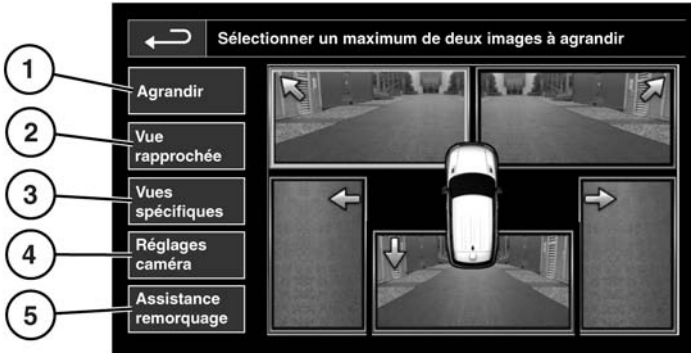 Sélectionner un maximum de deux images à agrandir
1
Agrandir
2
Vue
rapprochée
3
Vues
spécifiques
4
Réglages
caméra
5
Assistance
remorquage